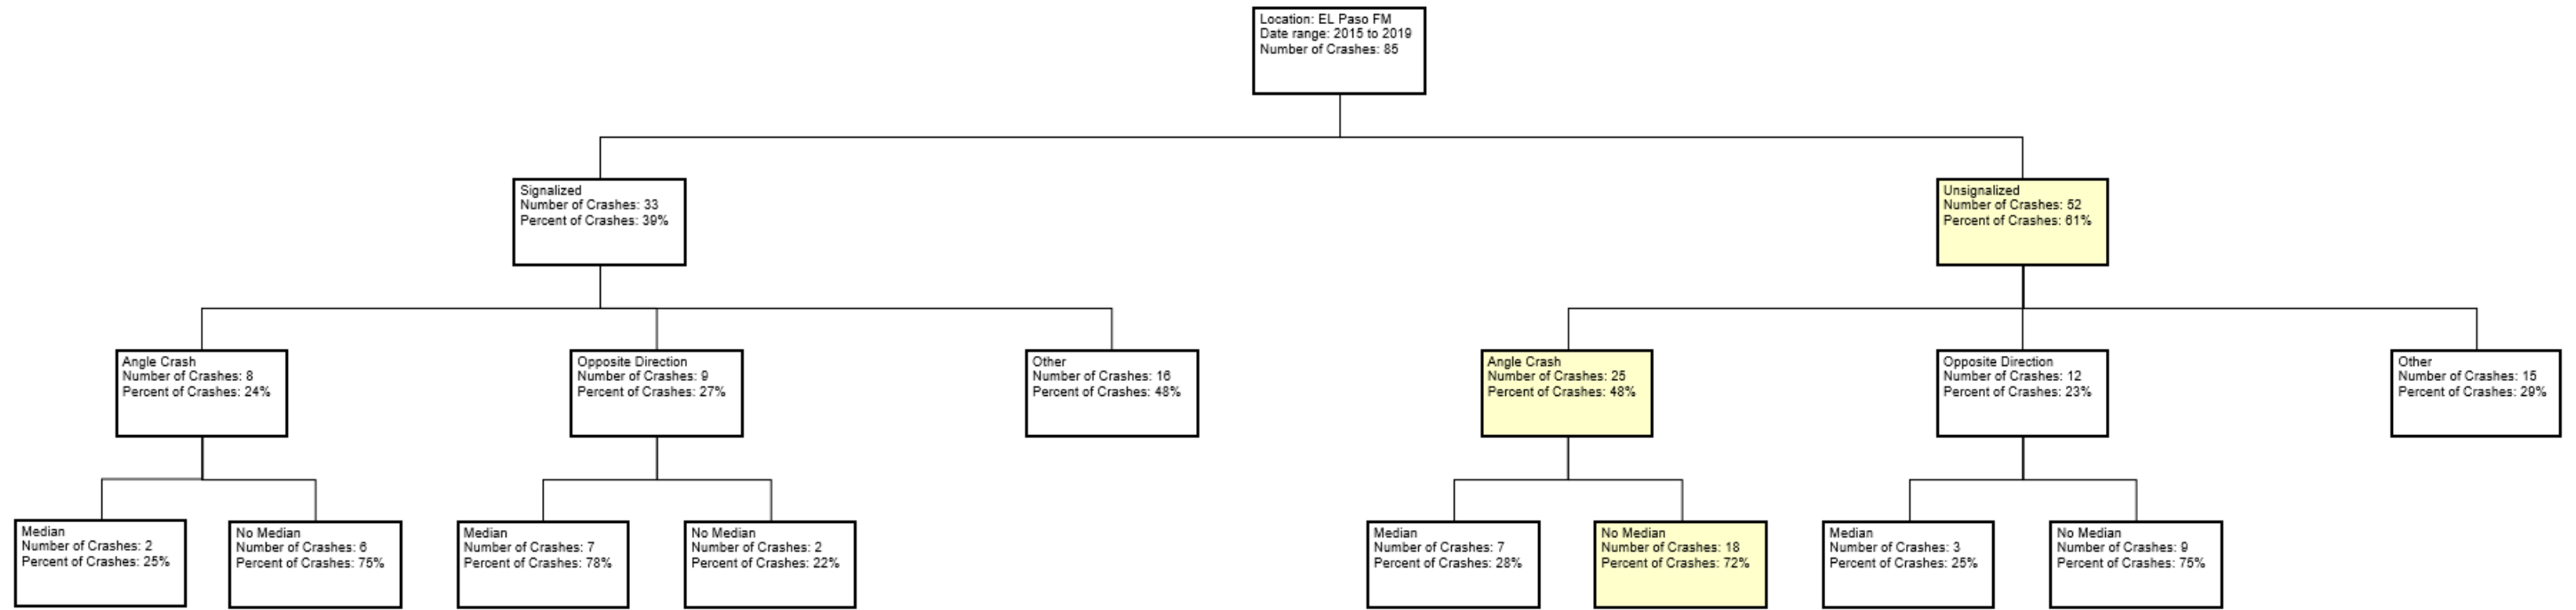 Location: EL Paso FM
Date range: 2015 to 2019
Number of Crashes: 85
Signalized
Number of Crashes: 33
Percent of Crashes: 39%
Unsignalized
Number of Crashes: 52
Percent of Crashes: 61%
Angle Crash
Number of Crashes: 8
Percent of Crashes: 24%
Opposite Direction
Number of Crashes: 9
Percent of Crashes: 27%
Other
Number of Crashes: 16
Percent of Crashes: 48%
Angle Crash
Number of Crashes: 25
Percent of Crashes: 48%
Opposite Direction
Number of Crashes: 12
Percent of Crashes: 23%
Other
Number of Crashes: 15
Percent of Crashes: 29%
Median
Number of Crashes: 2
Percent of Crashes: 25%
No Median
Number of Crashes: 6
Percent of Crashes: 75%
Median
Number of Crashes: 7
Percent of Crashes: 78%
No Median
Number of Crashes: 2
Percent of Crashes: 22%
Median
Number of Crashes: 7
Percent of Crashes: 28%
No Median
Number of Crashes: 18
Percent of Crashes: 72%
Median
Number of Crashes: 3
Percent of Crashes: 25%
No Median
Number of Crashes: 9
Percent of Crashes: 75%